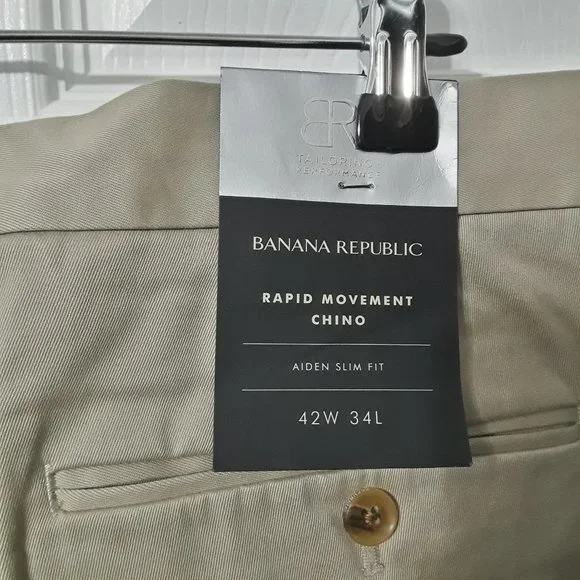 BR
TAILORING+
PERFORMANCE
BANANA REPUBLIC
RAPID MOVEMENT
CHINO
AIDEN SLIM FIT
42W 34L